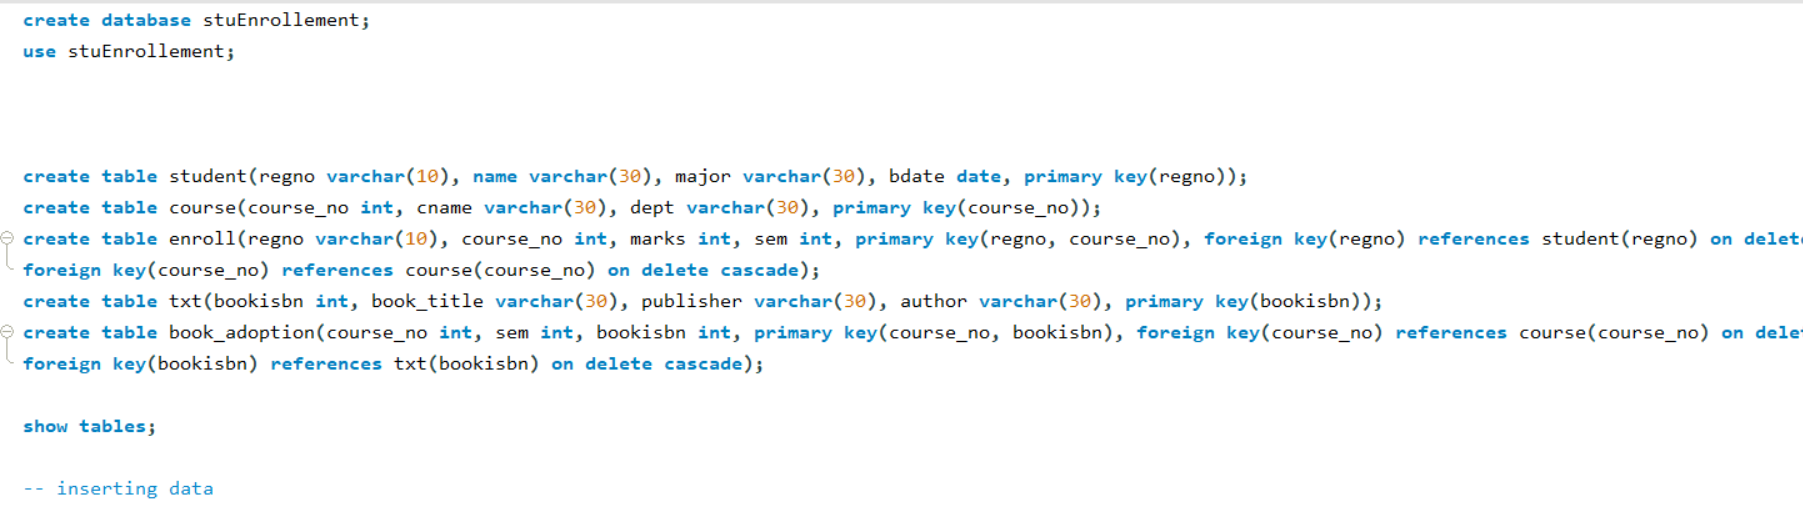 create database stuEnrollement;
use stuEnrollement;
create table student(regno varchar(10), name varchar(30), major varchar(30), bdate date, primary key(regno));
create table course(course_no int, cname varchar(30), dept varchar(30), primary key(course_no));
create table enroll(regno varchar(10), course_no int, marks int, sem int, primary key(regno, course_no), foreign key(regno) references student(regno) on
foreign key(course_no) references course(course_no) on delete cascade);
create table txt(bookisbn int, book_title varchar(30), publisher varchar(30), author varchar(30), primary key(bookisbn));
create table book_adoption(course_no int, sem int, bookisbn int, primary key(course_no, bookisbn), foreign key(course_no) references course(course_no) on
foreign key(bookisbn) references txt(bookisbn) on delete cascade);
show tables;
-- inserting data